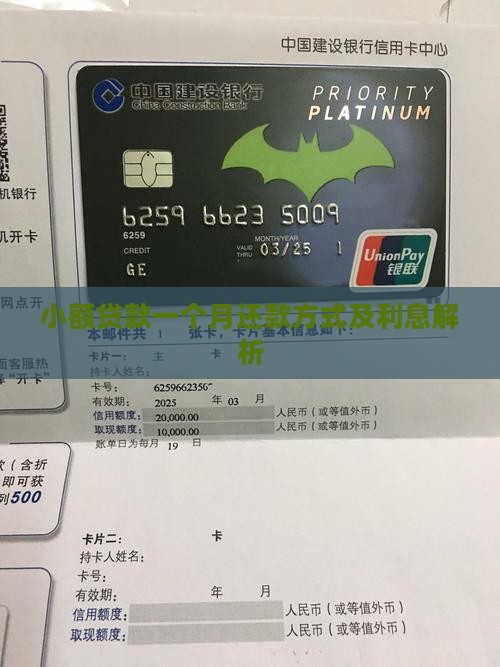 中国建设银行信用卡中心
中国建设银行
China Construction Bank
PRIORITY
PLATINUM
机银行
机开卡
6259 6623 5009
6259
MONTH/YEAR
CREDIT
VALID THRU
03/25 1
GE
UnionPay
银联
网点开
小额贷款一个月还款方式及利息解
析
本邮件共 1 张卡，卡片基本信息如下：
面客服热
“开卡”
卡片一： 主 卡
持卡人姓名：
卡号： 6259662356
有效期： 2025 年 03 月
信用额度： 20,000.00 人民币（或等值外币）
取现额度： 10,000.00 人民币（或等值外币）
账单日为每月 19 日
款（含折
即可获
列500
卡片二： 卡
持卡人姓名：
卡号：
有效期： 年 月
信用额度： 人民币（或等值外币）
取现额度： 人民币（或等值外币）